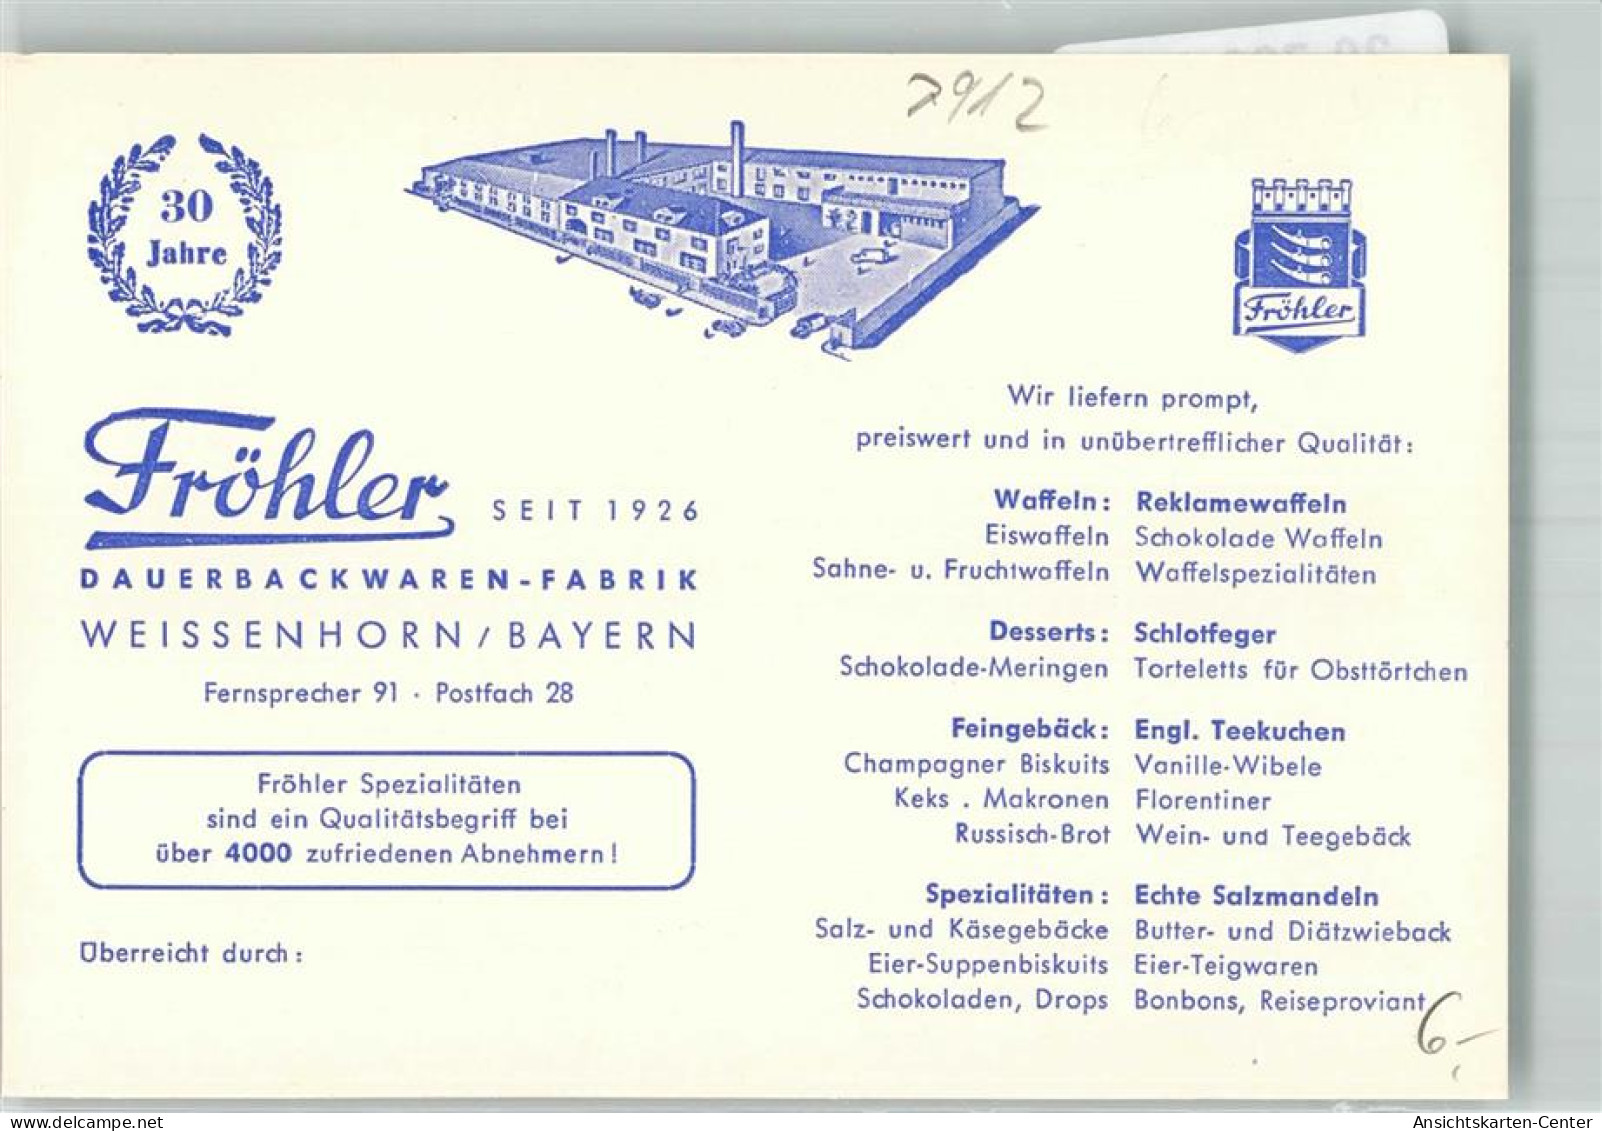 7912
30
Jahre
Fröhler
Fröhler SEIT 1926
DAUERBACKWAREN-FABRIK
WEISSENHORN/BAYERN
Fernsprecher 91 · Postfach 28
Fröhler Spezialitäten
sind ein Qualitätsbegriff bei
über 4000 zufriedenen Abnehmern!
Überreicht durch:
Wir liefern prompt,
preiswert und in unübertrefflicher Qualität:
Waffeln: Reklamewaffeln
Eiswaffeln Schokolade Waffeln
Sahne- u. Fruchtwaffeln Waffelspezialitäten
Desserts: Schlotfeger
Schokolade-Meringen Torteletts für Obsttörtchen
Feingebäck: Engl. Teekuchen
Champagner Biskuits Vanille-Wibele
Keks . Makronen Florentiner
Russisch-Brot Wein- und Teegebäck
Spezialitäten: Echte Salzmandeln
Salz- und Käsegebäcke Butter- und Diätzwieback
Eier-Suppenbiskuits Eier-Teigwaren
Schokoladen, Drops Bonbons, Reiseproviant
6,-
delcampe.net
Ansichtskarten-Center